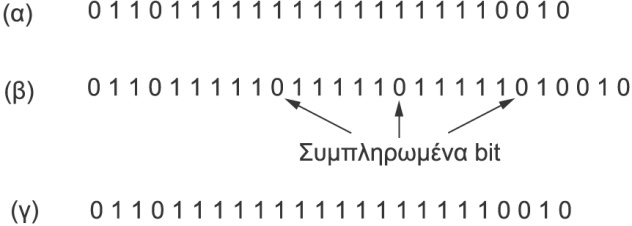 (α) 0 1 1 0 1 1 1 1 1 1 1 1 1 1 1 1 1 1 1 1 0 0 1 0
(β) 0 1 1 0 1 1 1 1 1 0 1 1 1 1 1 0 1 1 1 1 1 0 1 0 0 1 0
Συμπληρωμένα bit
(γ) 0 1 1 0 1 1 1 1 1 1 1 1 1 1 1 1 1 1 1 1 0 0 1 0